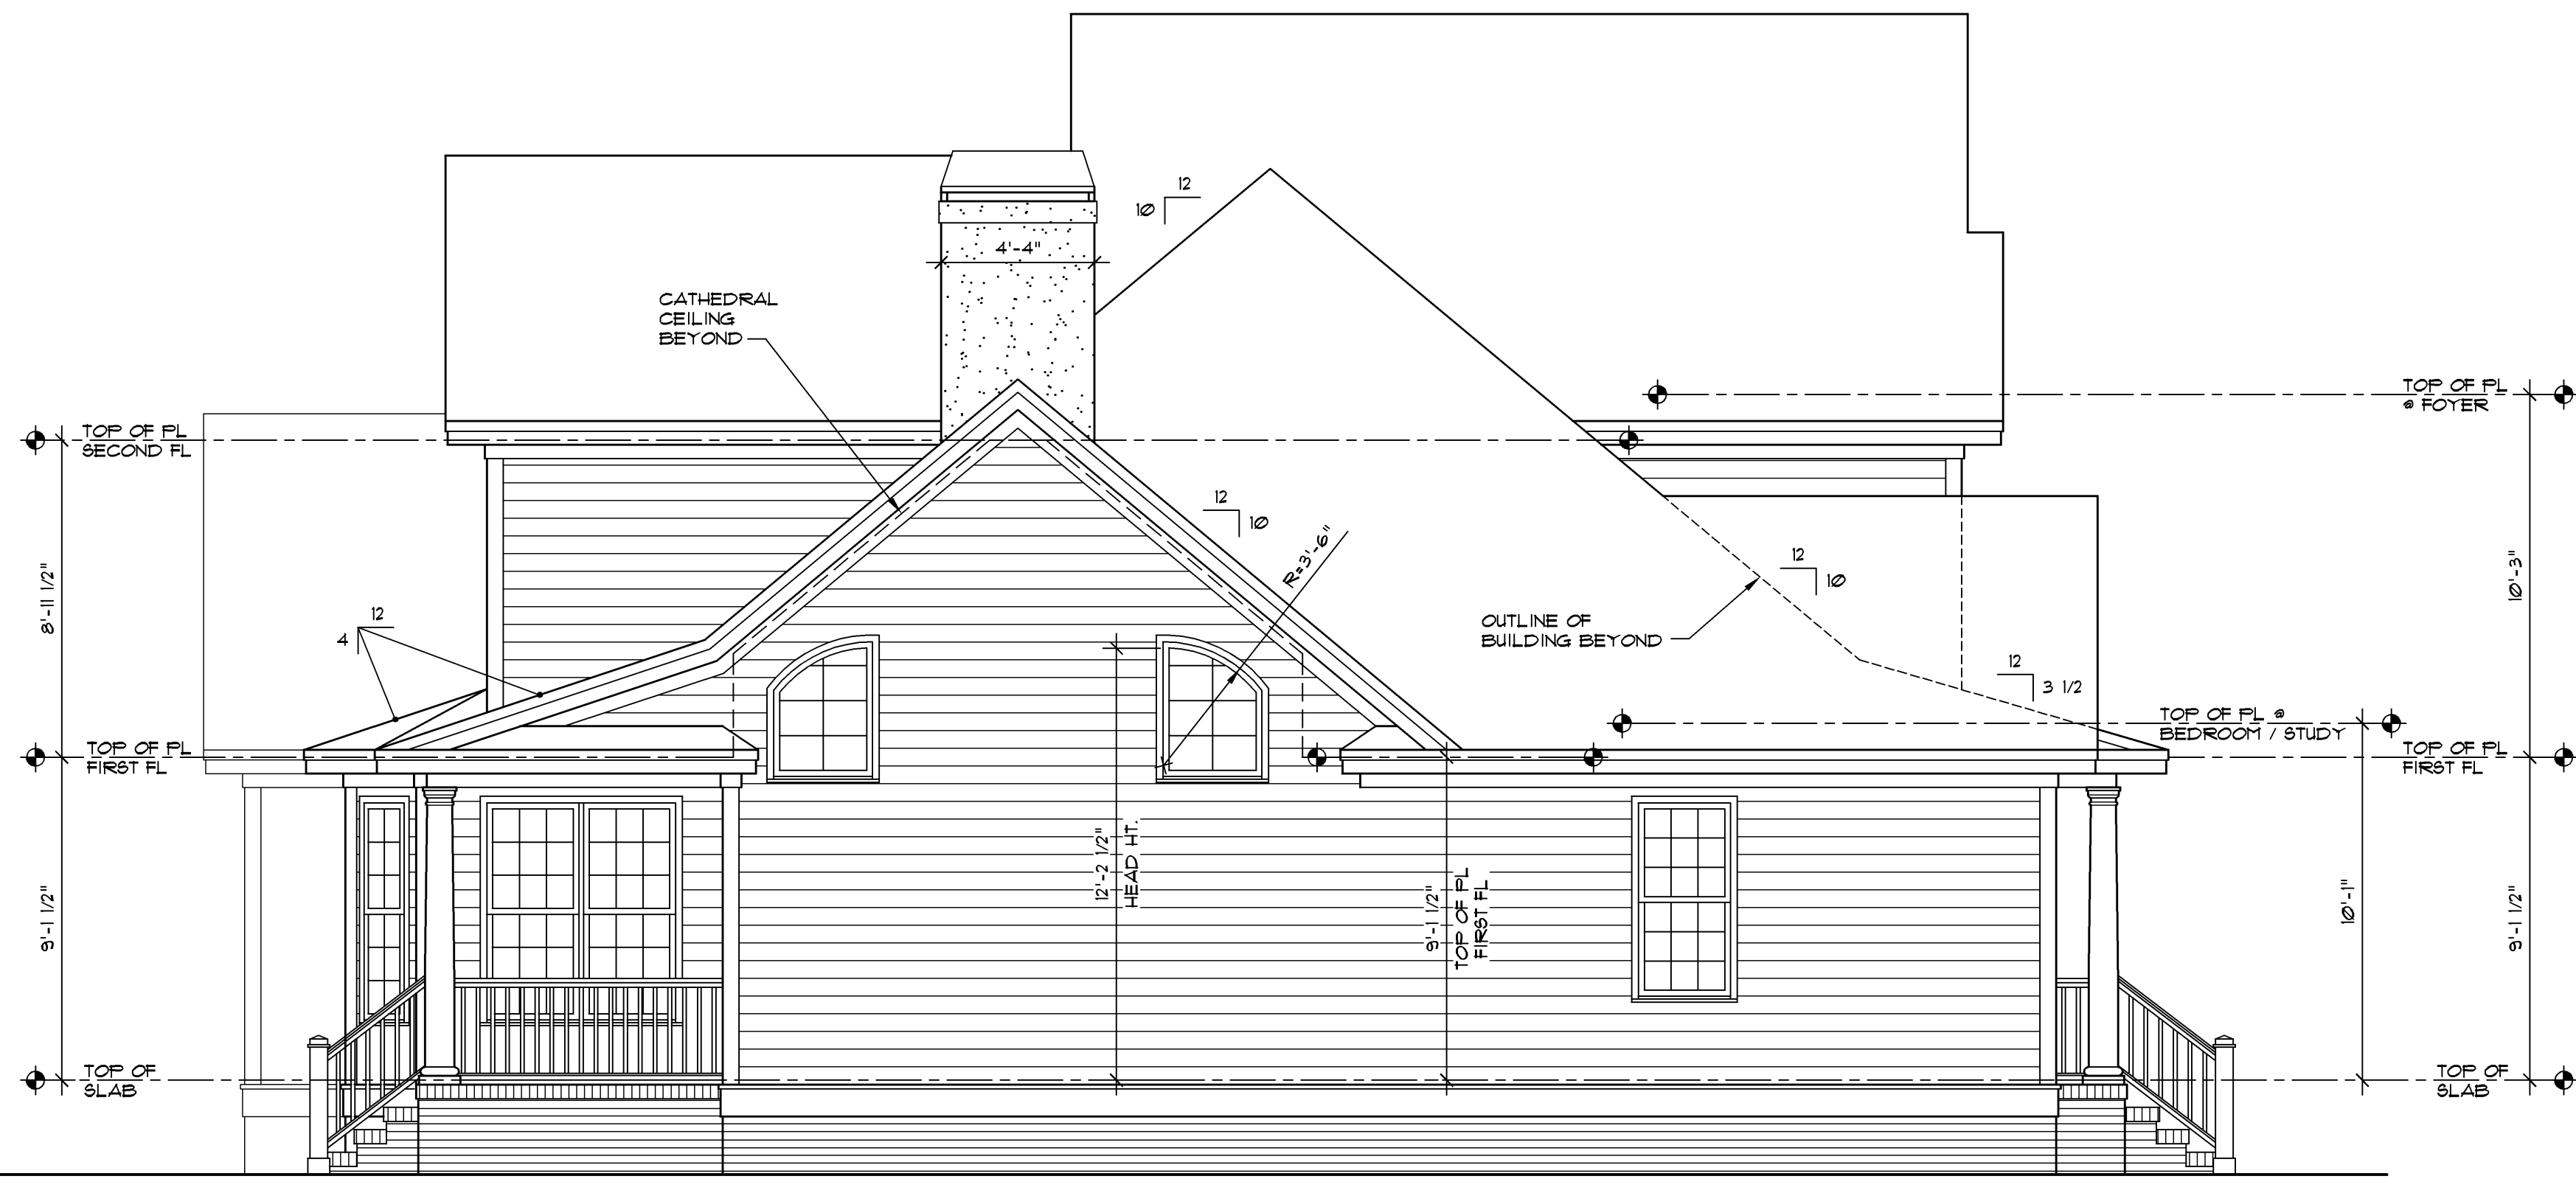 12
10
4'-4"
CATHEDRAL
CEILING
BEYOND
TOP OF PL
@ FOYER
TOP OF PL
SECOND FL
12
10
R=3'-6"
12
10
8'-11 1/2"
10'-3"
12
4
OUTLINE OF
BUILDING BEYOND
12
3 1/2
TOP OF PL @
BEDROOM / STUDY
TOP OF PL
FIRST FL
TOP OF PL
FIRST FL
9'-1 1/2"
12'-2 1/2"
HEAD HT.
9'-1 1/2"
TOP OF PL
FIRST FL
10'-1"
9'-1 1/2"
TOP OF
SLAB
TOP OF
SLAB